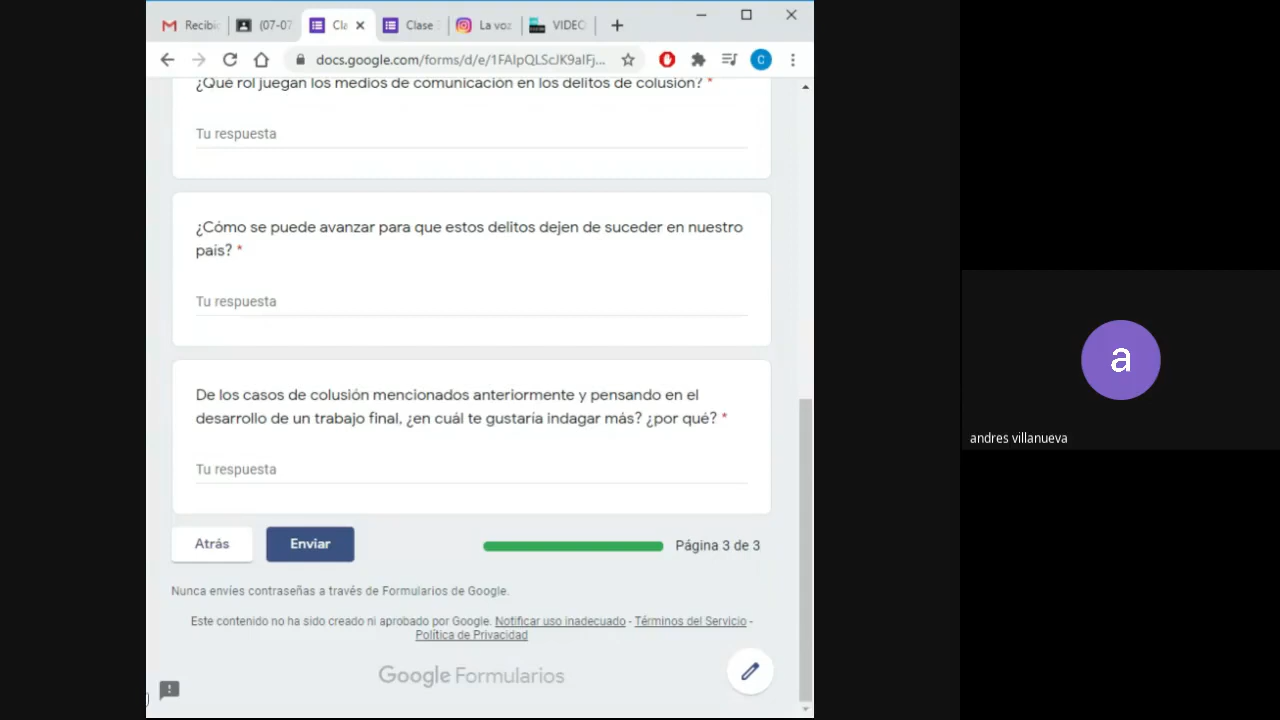 Recibid
(07-07
Cla
Clase
La voz
VIDEO
docs.google.com/forms/d/e/1FAIpQLScJK9aIFj...
C
¿Qué rol juegan los medios de comunicación en los delitos de colusión? *
Tu respuesta
¿Cómo se puede avanzar para que estos delitos dejen de suceder en nuestro
país? *
Tu respuesta
De los casos de colusión mencionados anteriormente y pensando en el
desarrollo de un trabajo final, ¿en cuál te gustaría indagar más? ¿por qué? *
Tu respuesta
Atrás
Enviar
Página 3 de 3
Nunca envíes contraseñas a través de Formularios de Google.
Este contenido no ha sido creado ni aprobado por Google. Notificar uso inadecuado - Términos del Servicio -
Política de Privacidad
Google Formularios
a
andres villanueva